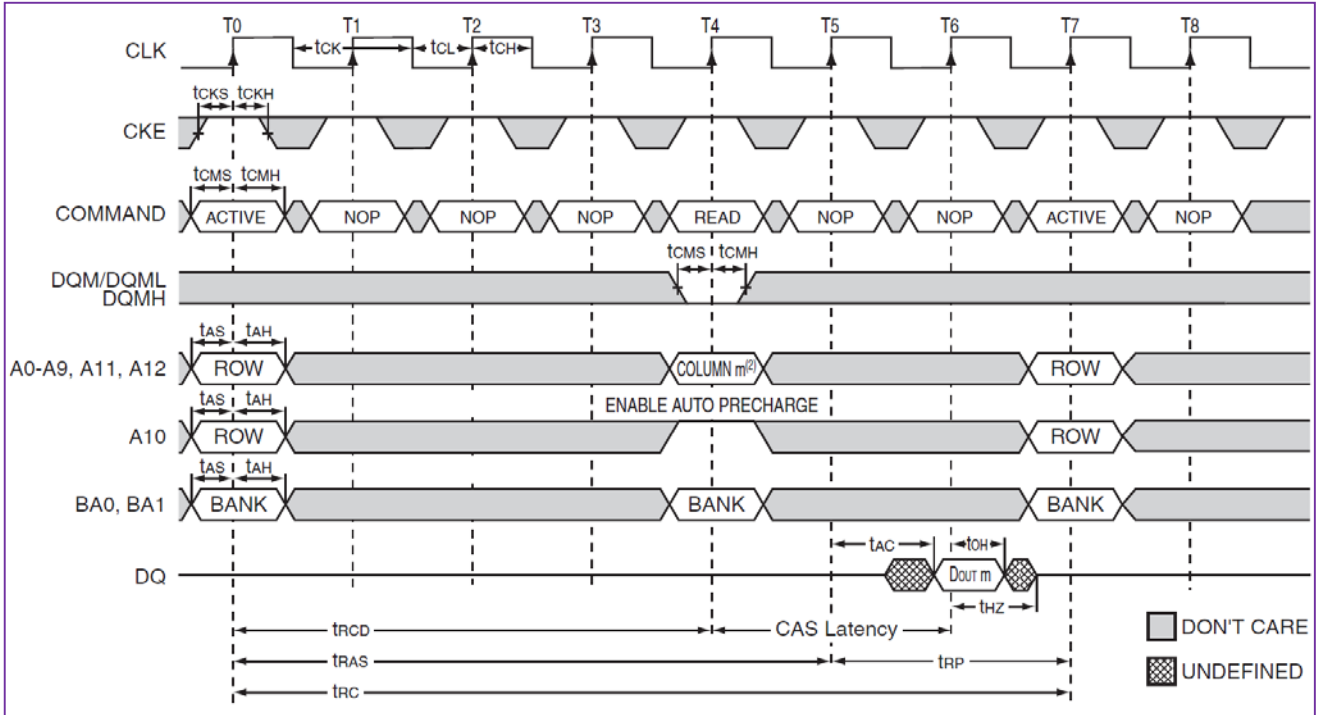 T0 T1 T2 T3 T4 T5 T6 T7 T8
CLK tCK tCL tCH
tCKS tCKH
CKE
tCMS tCMH
COMMAND ACTIVE NOP NOP NOP READ NOP NOP ACTIVE NOP
tCMS tCMH
DQM/DQML
DQMH
tAS tAH
A0-A9, A11, A12 ROW COLUMN m(2) ROW
tAS tAH ENABLE AUTO PRECHARGE
A10 ROW ROW
tAS tAH
BA0, BA1 BANK BANK BANK
tAC tOH
DQ DOUT m
tHZ
tRCD CAS Latency DON'T CARE
tRAS tRP
UNDEFINED
tRC